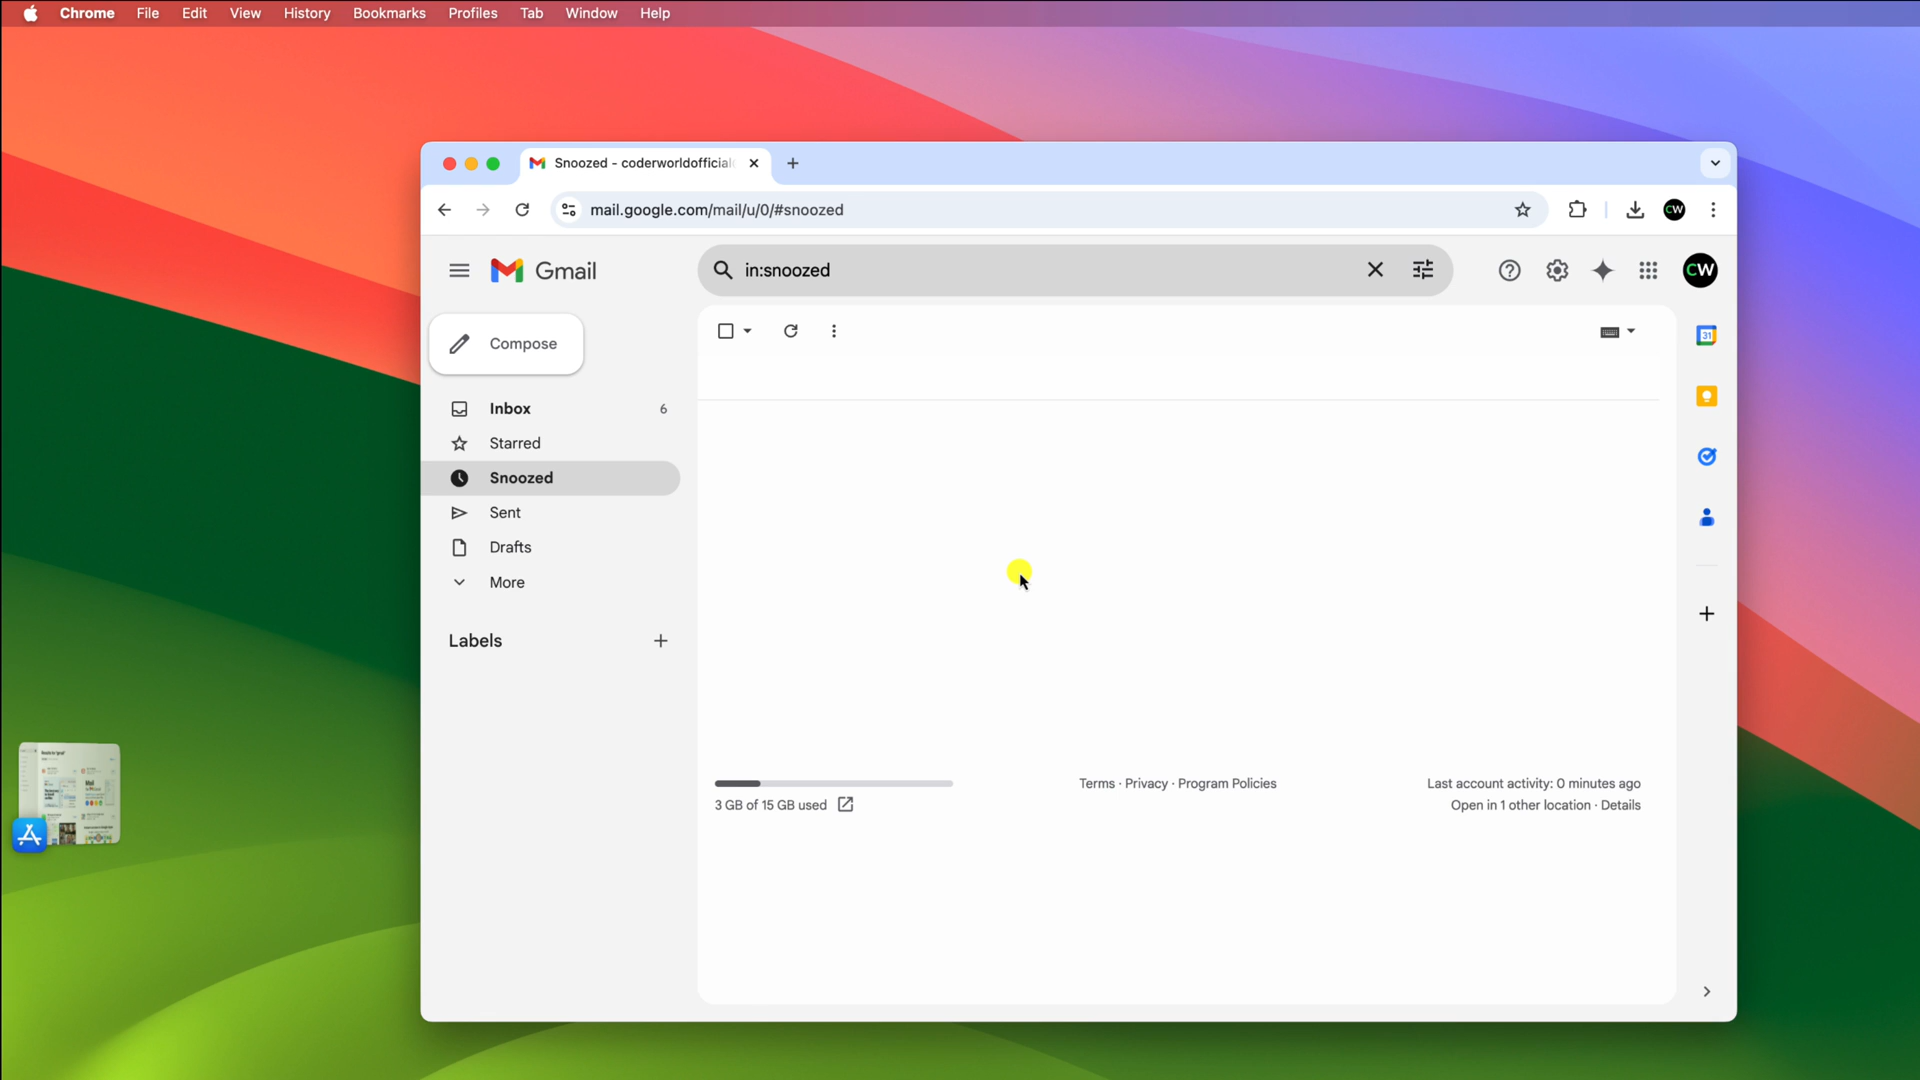 Chrome File Edit View History Bookmarks Profiles Tab Window Help
Snoozed - coderworldofficial
mail.google.com/mail/u/0/#snoozed
CW
Gmail
in:snoozed
CW
Compose
31
Inbox 6
Starred
Snoozed
Sent
Drafts
More
Labels
Terms · Privacy · Program Policies
Last account activity: 0 minutes ago
3 GB of 15 GB used
Open in 1 other location · Details